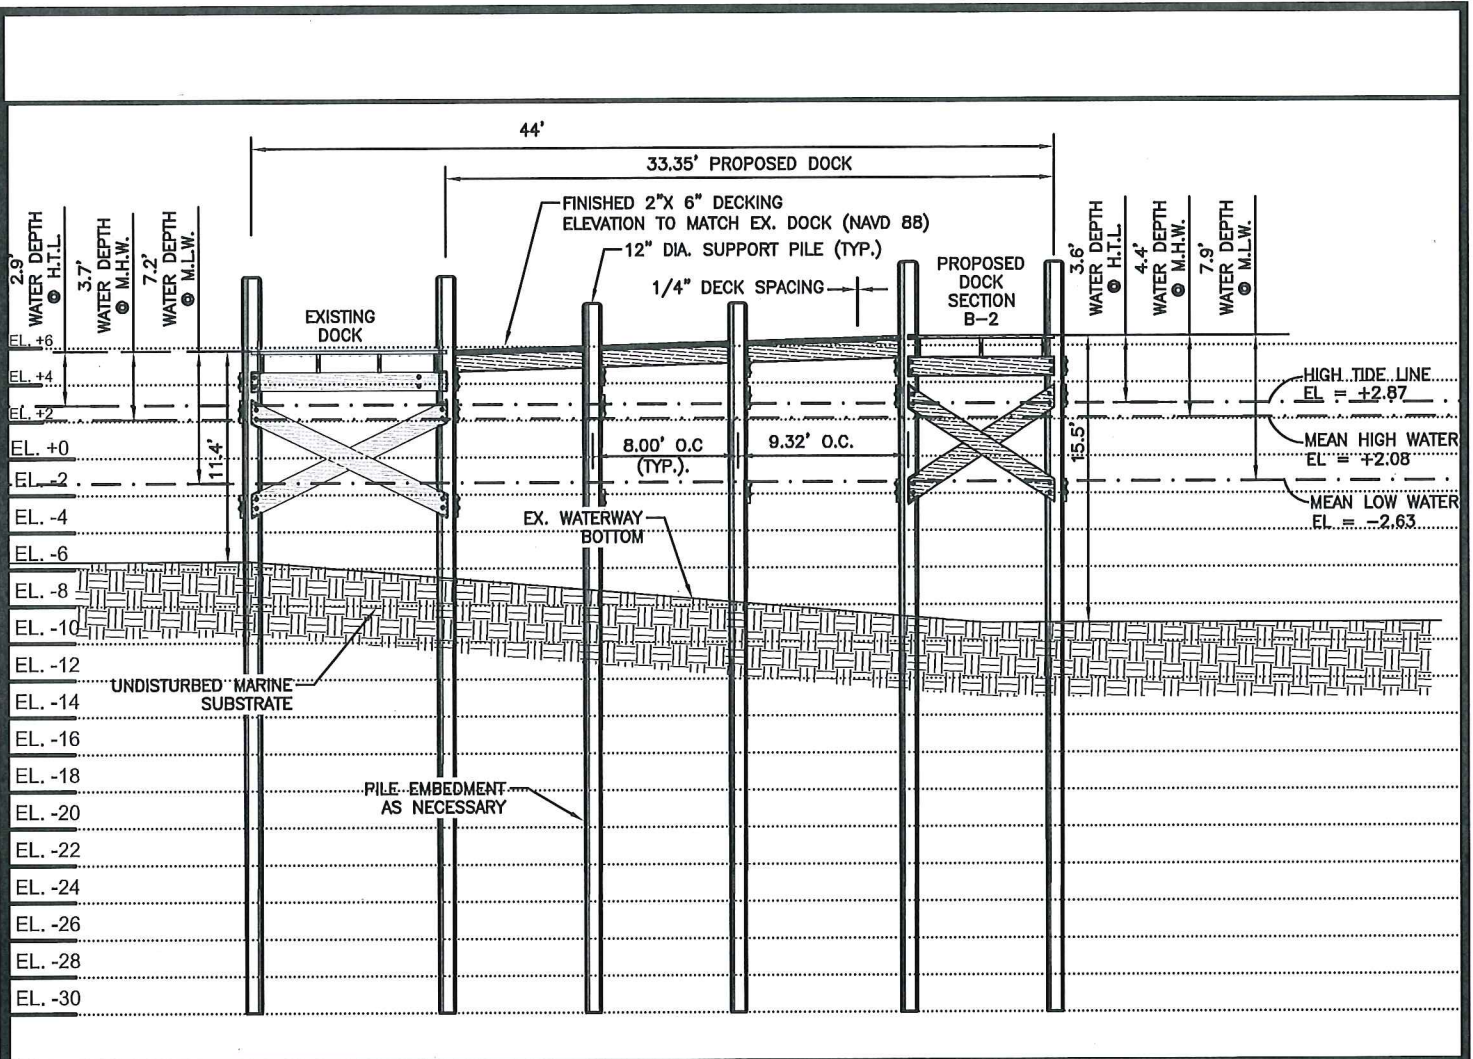 44'
33.35' PROPOSED DOCK
FINISHED 2"X 6" DECKING
ELEVATION TO MATCH EX. DOCK (NAVD 88)
12" DIA. SUPPORT PILE (TYP.)
1/4" DECK SPACING
2.9'
WATER DEPTH
@ H.T.L.
3.7'
WATER DEPTH
@ M.H.W.
7.2'
WATER DEPTH
@ M.L.W.
EXISTING
DOCK
PROPOSED
DOCK
SECTION
B-2
3.6'
WATER DEPTH
@ H.T.L.
4.4'
WATER DEPTH
@ M.H.W.
7.9'
WATER DEPTH
@ M.L.W.
EL. +6
EL. +4
EL. +2
EL. +0
EL. -2
EL. -4
EL. -6
EL. -8
EL. -10
EL. -12
EL. -14
EL. -16
EL. -18
EL. -20
EL. -22
EL. -24
EL. -26
EL. -28
EL. -30
11.4'
8.00' O.C
(TYP.).
9.32' O.C.
15.5'
HIGH TIDE LINE
EL = +2.87
MEAN HIGH WATER
EL = +2.08
MEAN LOW WATER
EL = -2.63
EX. WATERWAY
BOTTOM
UNDISTURBED MARINE
SUBSTRATE
PILE EMBEDMENT
AS NECESSARY